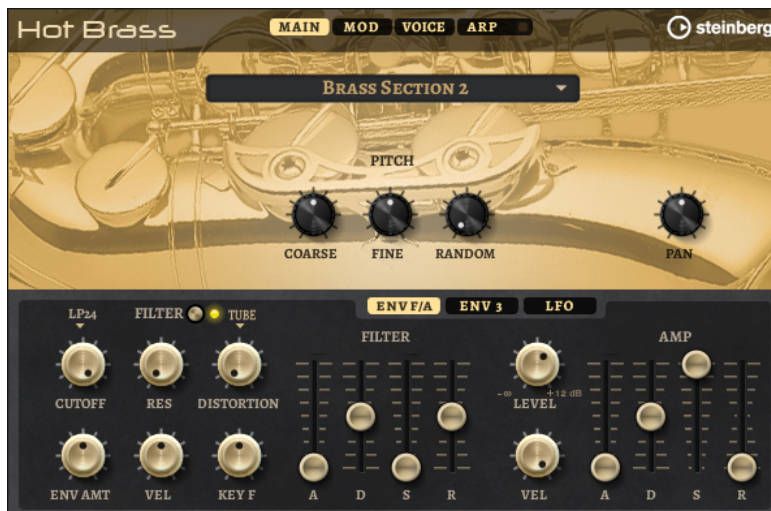 Hot Brass
MAIN MOD VOICE ARP
steinberg
BRASS SECTION 2
PITCH
COARSE FINE RANDOM PAN
ENV F/A ENV 3 LFO
LP24 FILTER TUBE
FILTER AMP
CUTOFF RES DISTORTION
-∞ LEVEL +12 dB
ENV AMT VEL KEY F
A D S R
VEL
A D S R